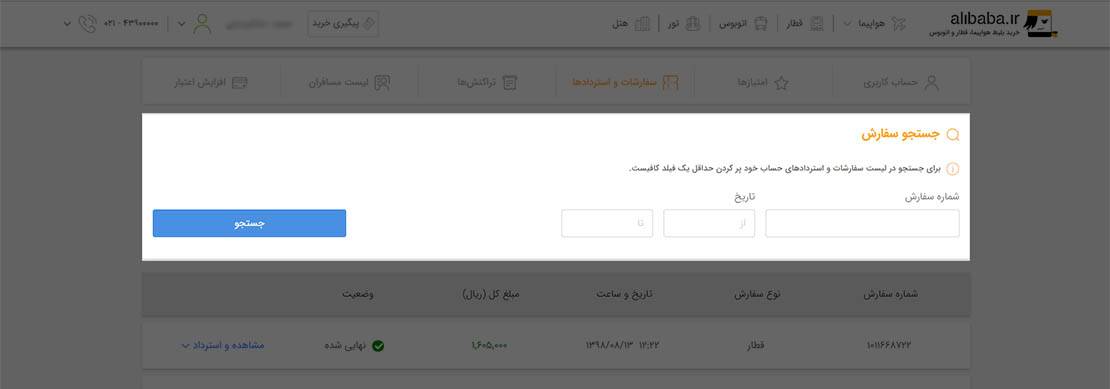 alibaba.ir
خرید بلیط هواپیما، قطار و اتوبوس
هواپیما
قطار
اتوبوس
تور
هتل
پیگیری خرید
۰۲۱ - ۴۳۹۰۰۰۰۰
حساب کاربری
امتیازها
سفارشات و استردادها
تراکنش‌ها
لیست مسافران
افزایش اعتبار
جستجو سفارش
برای جستجو در لیست سفارشات و استردادهای حساب خود پر کردن حداقل یک فیلد کافیست.
شماره سفارش
تاریخ
از
تا
جستجو
شماره سفارش نوع سفارش تاریخ و ساعت مبلغ کل (ریال) وضعیت
۱۰۱۱۶۶۸۷۲۲ قطار ۱۳۹۸/۰۸/۱۳ ۱۲:۲۲ ۱,۶۰۵,۰۰۰ نهایی شده مشاهده و استرداد